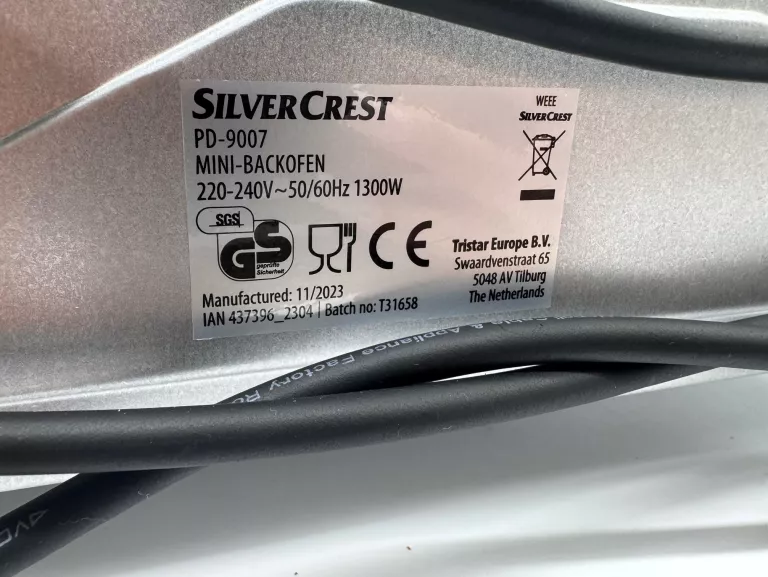 SILVERCREST
PD-9007
MINI-BACKOFEN
220-240V~50/60Hz 1300W
WEEE
SILVERCREST
SGS
GS
geprüfte
Sicherheit
CE
Manufactured: 11/2023
IAN 437396_2304 | Batch no: T31658
Tristar Europe B.V.
Swaardvenstraat 65
5048 AV Tilburg
The Netherlands
& Appliance Factory